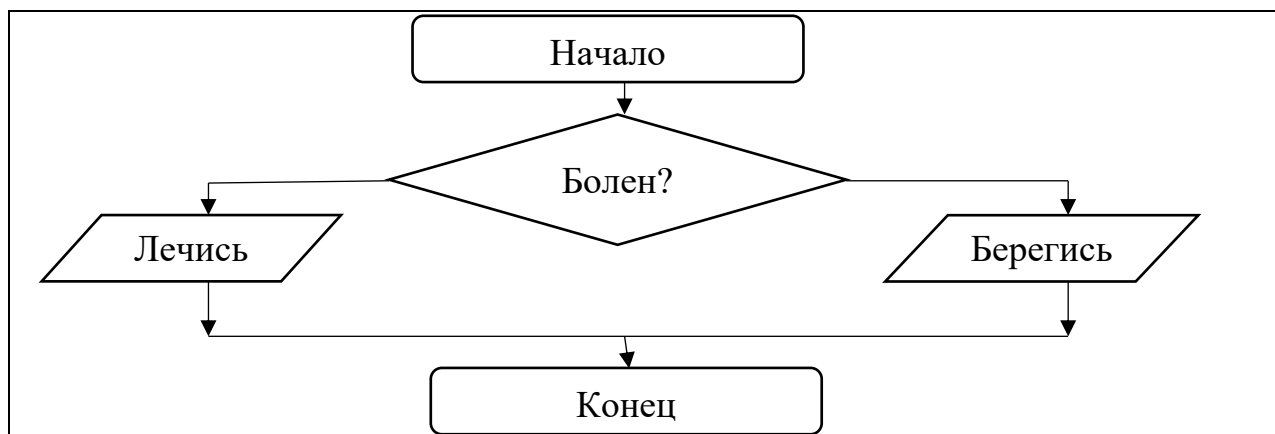 Начало
Болен?
Лечись
Берегись
Конец